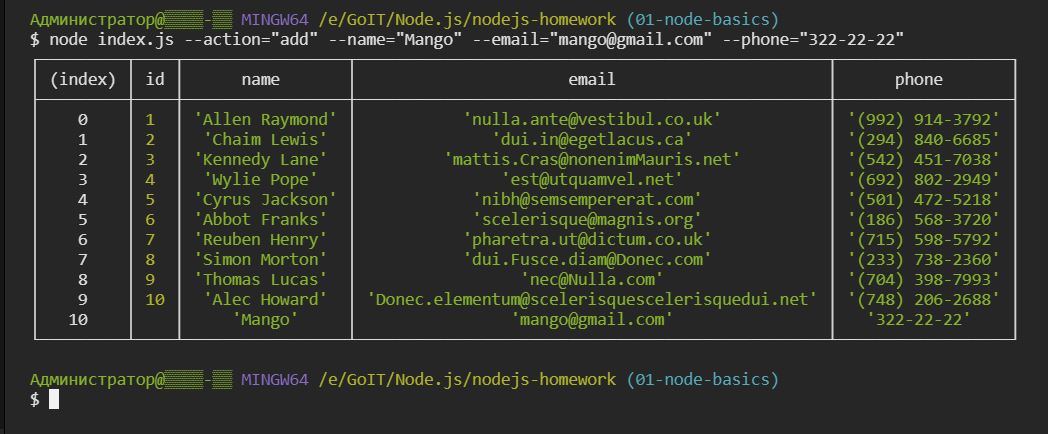 Администратор@▒▒▒▒-▒▒ MINGW64 /e/GoIT/Node.js/nodejs-homework (01-node-basics)
$ node index.js --action="add" --name="Mango" --email="mango@gmail.com" --phone="322-22-22"
(index) id name email phone
0 1 'Allen Raymond' 'nulla.ante@vestibul.co.uk' '(992) 914-3792'
1 2 'Chaim Lewis' 'dui.in@egetlacus.ca' '(294) 840-6685'
2 3 'Kennedy Lane' 'mattis.Cras@nonenimMauris.net' '(542) 451-7038'
3 4 'Wylie Pope' 'est@utquamvel.net' '(692) 802-2949'
4 5 'Cyrus Jackson' 'nibh@semsempererat.com' '(501) 472-5218'
5 6 'Abbot Franks' 'scelerisque@magnis.org' '(186) 568-3720'
6 7 'Reuben Henry' 'pharetra.ut@dictum.co.uk' '(715) 598-5792'
7 8 'Simon Morton' 'dui.Fusce.diam@Donec.com' '(233) 738-2360'
8 9 'Thomas Lucas' 'nec@Nulla.com' '(704) 398-7993'
9 10 'Alec Howard' 'Donec.elementum@scelerisquescelerisquedui.net' '(748) 206-2688'
10 'Mango' 'mango@gmail.com' '322-22-22'
Администратор@▒▒▒▒-▒▒ MINGW64 /e/GoIT/Node.js/nodejs-homework (01-node-basics)
$